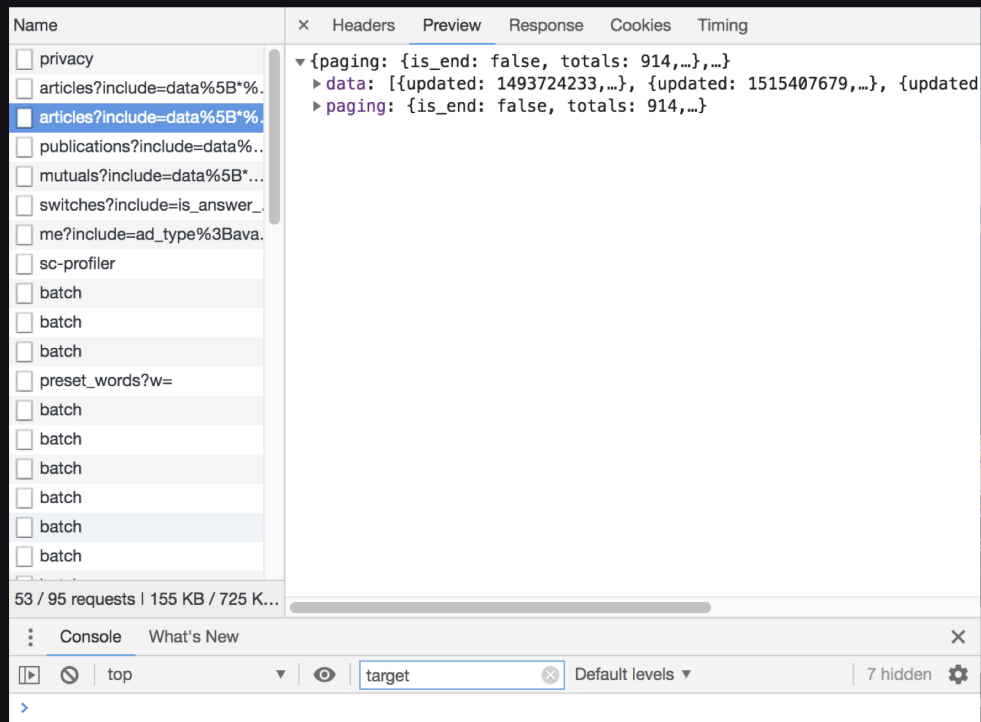 Name
× Headers Preview Response Cookies Timing
privacy
articles?include=data%5B*%.
articles?include=data%5B*%.
publications?include=data%…
mutuals?include=data%5B*…
switches?include=is_answer_.
me?include=ad_type%3Bava.
sc-profiler
batch
batch
batch
preset_words?w=
batch
batch
batch
batch
batch
batch
▼{paging: {is_end: false, totals: 914,…},…}
▶data: [{updated: 1493724233,…}, {updated: 1515407679,…}, {updated
▶paging: {is_end: false, totals: 914,…}
53 / 95 requests | 155 KB / 725 K…
Console What's New
top ▼ target Default levels ▼ 7 hidden
>